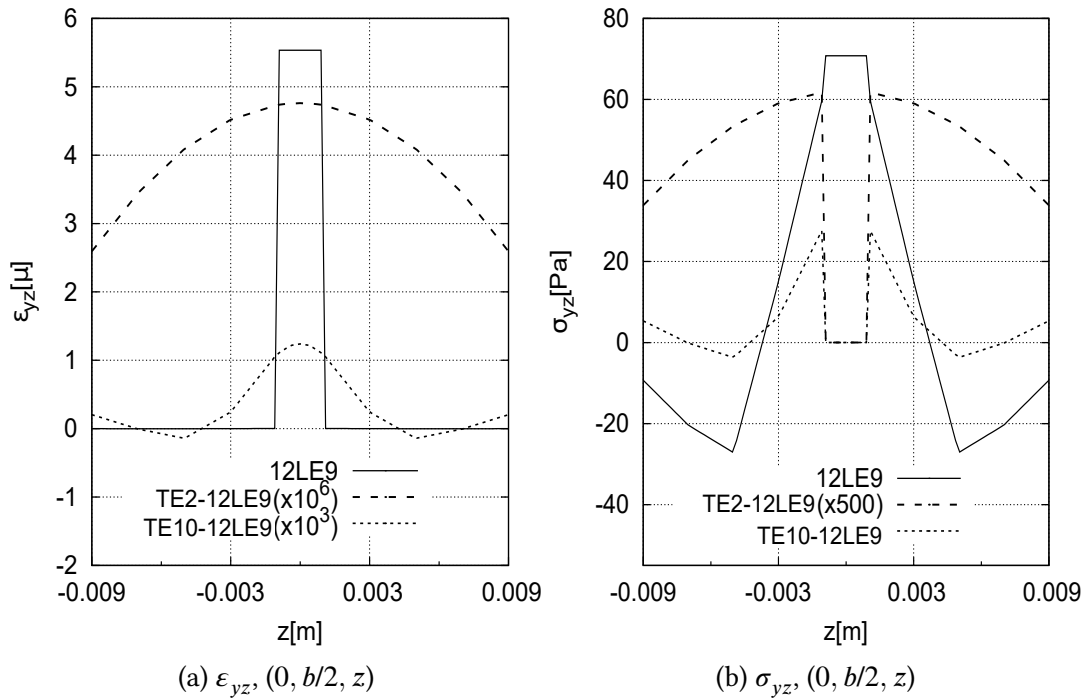 6
5
4
3
2
1
0
-1
-2
ε_yz[μ]
12LE9
TE2-12LE9(x10^6)
TE10-12LE9(x10^3)
-0.009 -0.003 0.003 0.009
z[m]
(a) ε_yz, (0, b/2, z)
80
60
40
20
0
-20
-40
σ_yz[Pa]
12LE9
TE2-12LE9(x500)
TE10-12LE9
-0.009 -0.003 0.003 0.009
z[m]
(b) σ_yz, (0, b/2, z)